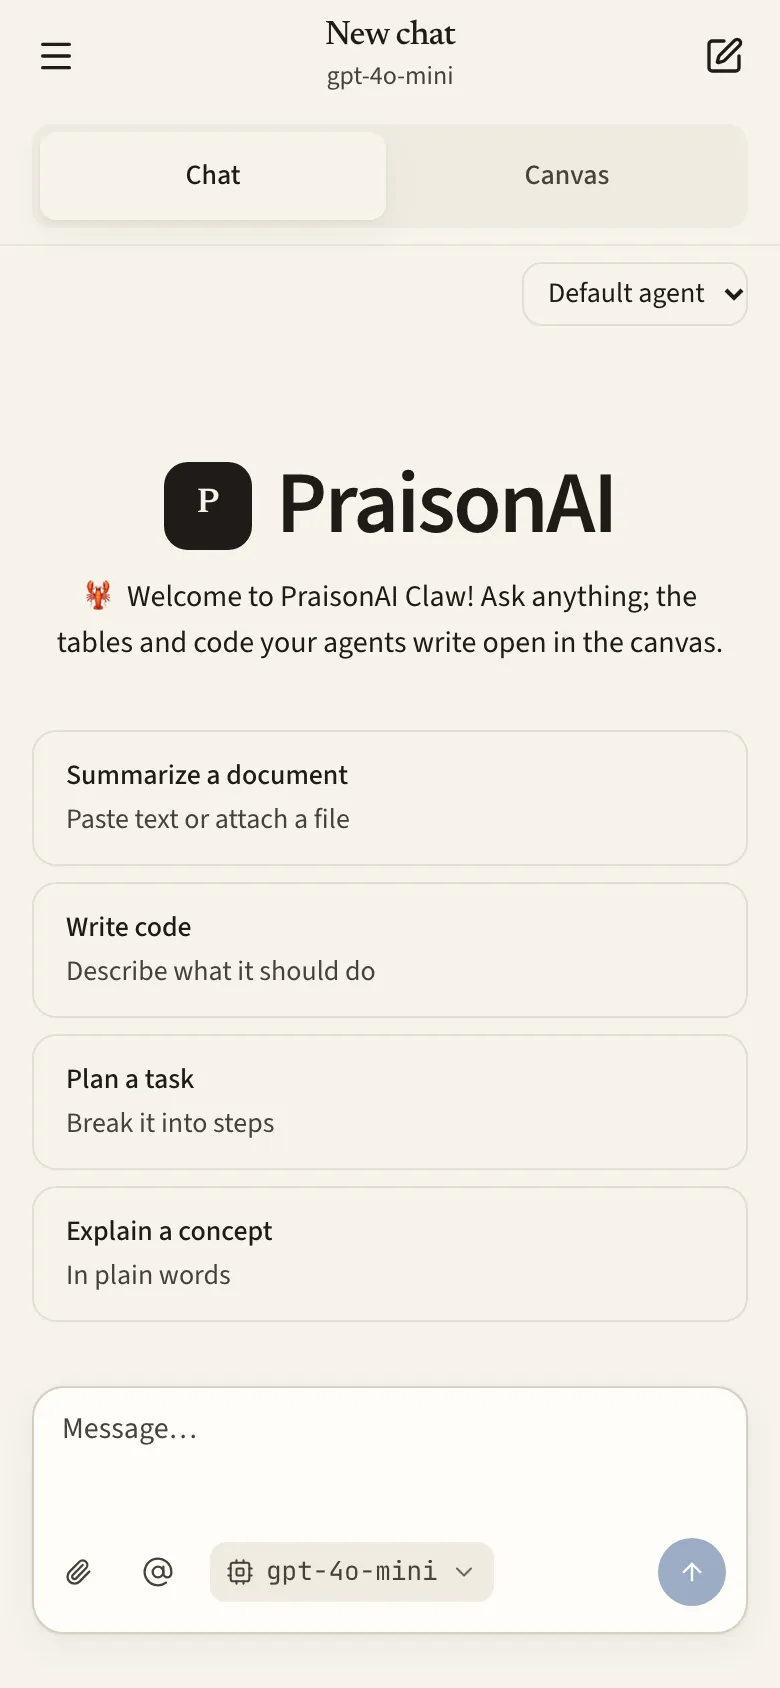 New chat
gpt-4o-mini
Chat
Canvas
Default agent
P
PraisonAI
🦞 Welcome to PraisonAI Claw! Ask anything; the
tables and code your agents write open in the canvas.
Summarize a document
Paste text or attach a file
Write code
Describe what it should do
Plan a task
Break it into steps
Explain a concept
In plain words
Message…
gpt-4o-mini